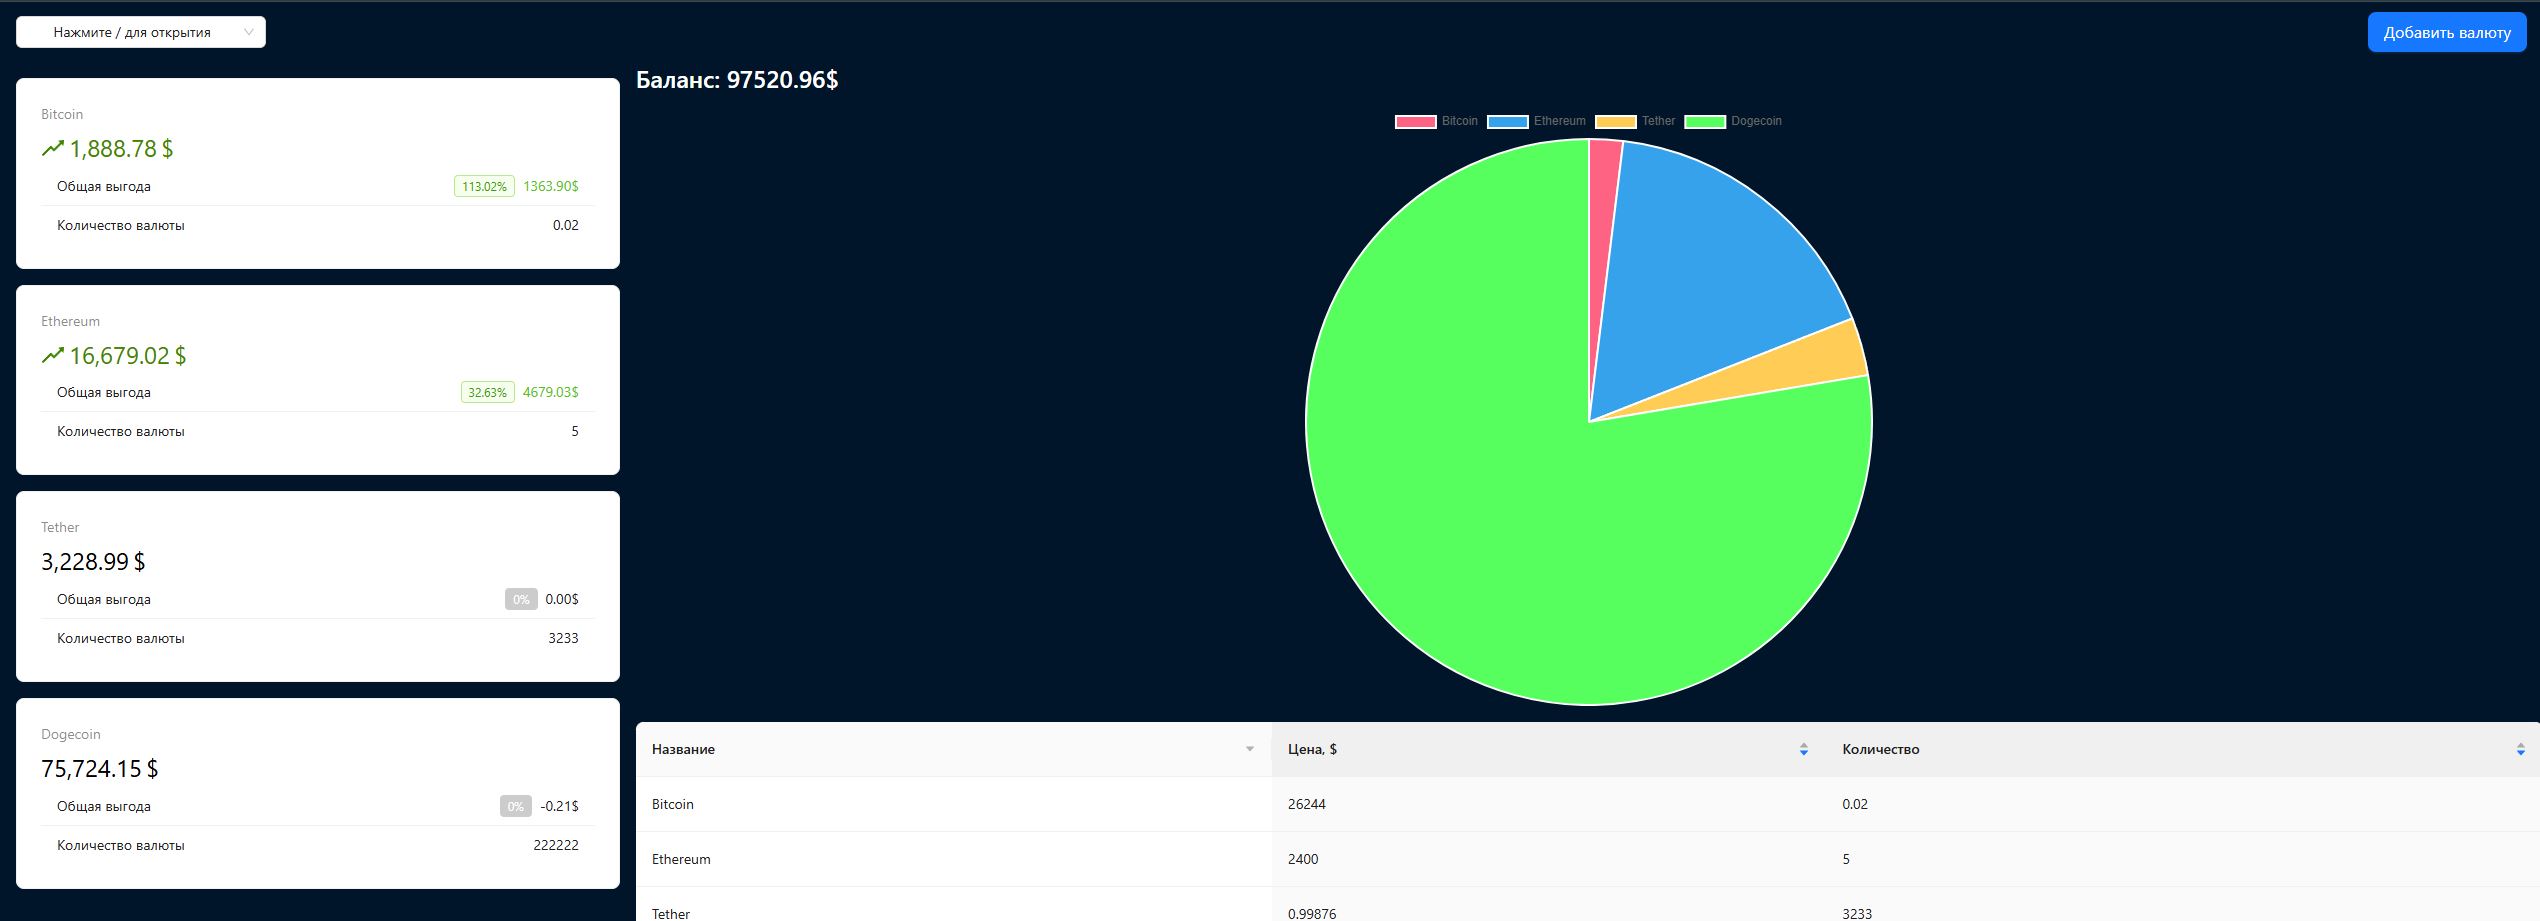 Нажмите / для открытия
Добавить валюту
Bitcoin
1,888.78 $
Общая выгода 113.02% 1363.90$
Количество валюты 0.02
Ethereum
16,679.02 $
Общая выгода 32.63% 4679.03$
Количество валюты 5
Tether
3,228.99 $
Общая выгода 0% 0.00$
Количество валюты 3233
Dogecoin
75,724.15 $
Общая выгода 0% -0.21$
Количество валюты 222222
Баланс: 97520.96$
Bitcoin Ethereum Tether Dogecoin
Название Цена, $ Количество
Bitcoin 26244 0.02
Ethereum 2400 5
Tether 0.99876 3233